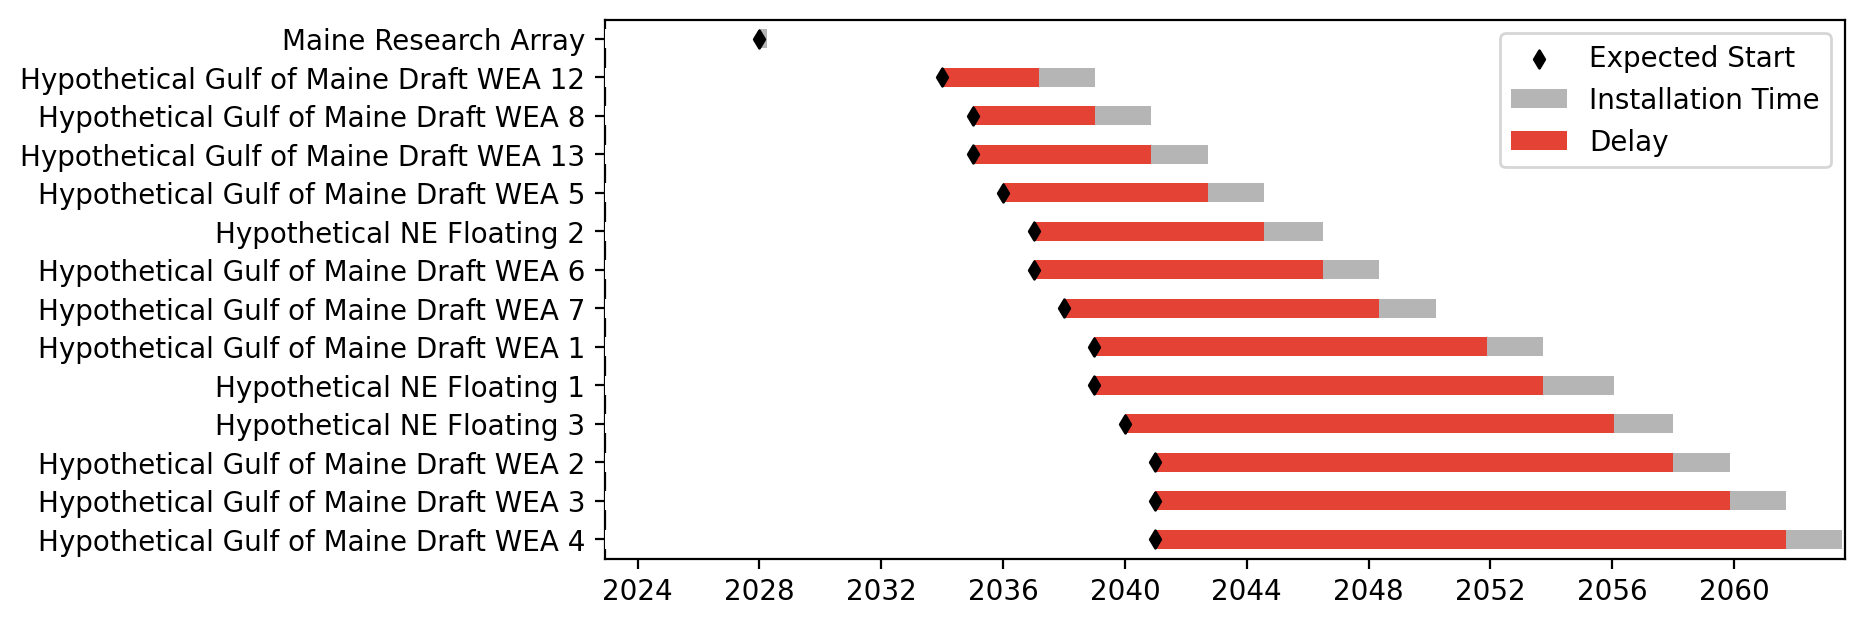 Maine Research Array
Hypothetical Gulf of Maine Draft WEA 12
Hypothetical Gulf of Maine Draft WEA 8
Hypothetical Gulf of Maine Draft WEA 13
Hypothetical Gulf of Maine Draft WEA 5
Hypothetical NE Floating 2
Hypothetical Gulf of Maine Draft WEA 6
Hypothetical Gulf of Maine Draft WEA 7
Hypothetical Gulf of Maine Draft WEA 1
Hypothetical NE Floating 1
Hypothetical NE Floating 3
Hypothetical Gulf of Maine Draft WEA 2
Hypothetical Gulf of Maine Draft WEA 3
Hypothetical Gulf of Maine Draft WEA 4
Expected Start
Installation Time
Delay
2024 2028 2032 2036 2040 2044 2048 2052 2056 2060